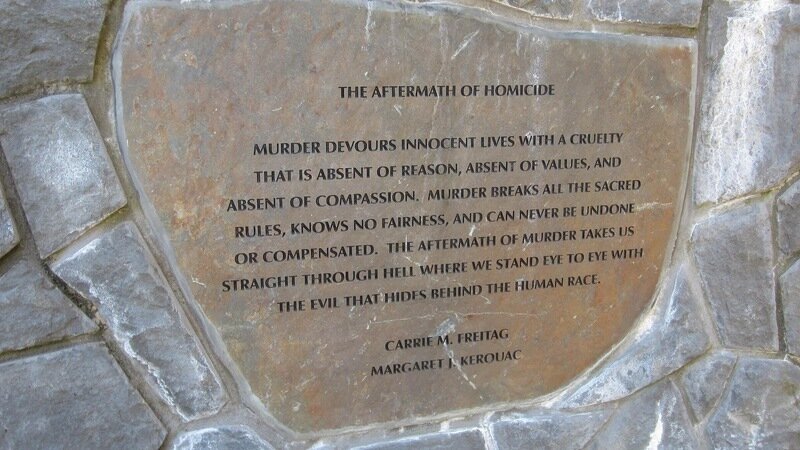 THE AFTERMATH OF HOMICIDE
MURDER DEVOURS INNOCENT LIVES WITH A CRUELTY
THAT IS ABSENT OF REASON, ABSENT OF VALUES, AND
ABSENT OF COMPASSION. MURDER BREAKS ALL THE SACRED
RULES, KNOWS NO FAIRNESS, AND CAN NEVER BE UNDONE
OR COMPENSATED. THE AFTERMATH OF MURDER TAKES US
STRAIGHT THROUGH HELL WHERE WE STAND EYE TO EYE WITH
THE EVIL THAT HIDES BEHIND THE HUMAN RACE.
CARRIE M. FREITAG
MARGARET J. KEROUAC